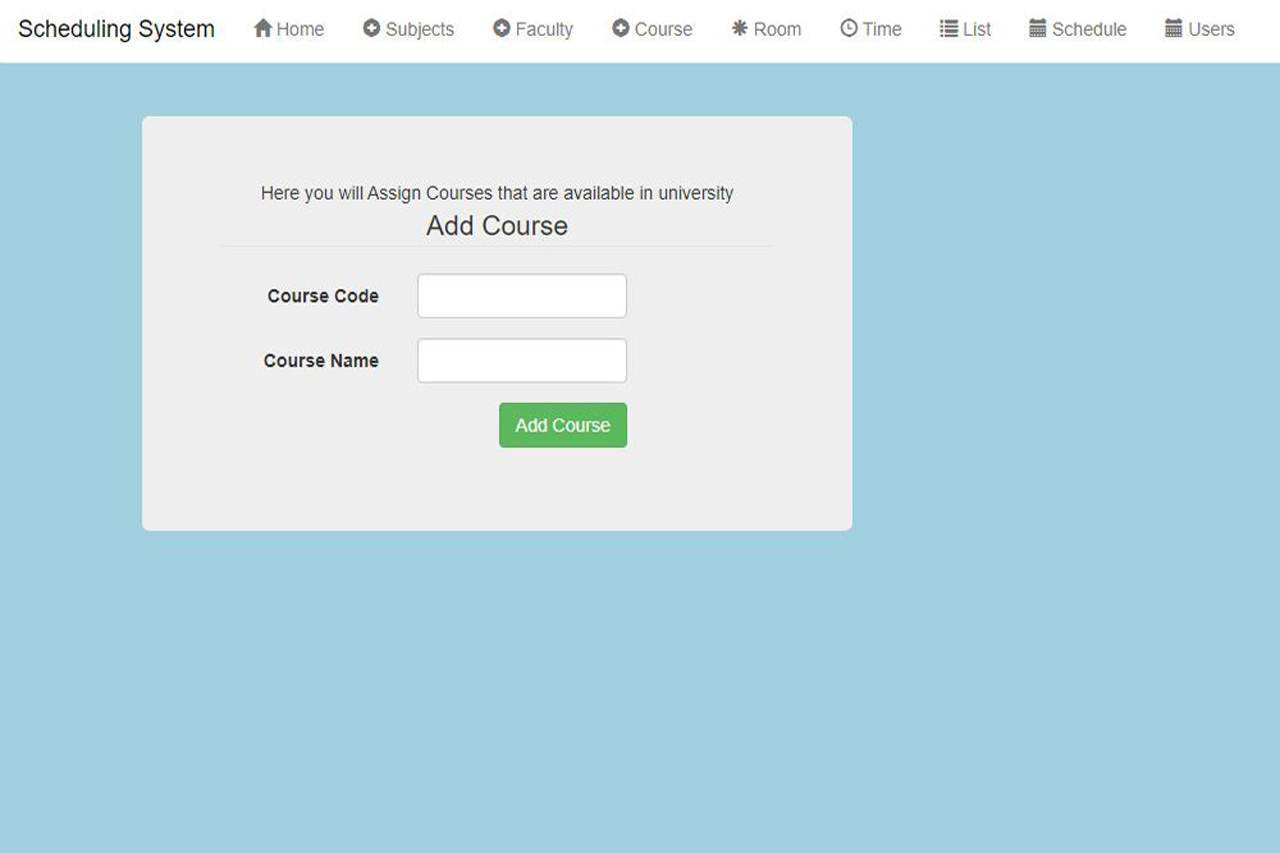 Scheduling System Home Subjects Faculty Course Room Time List Schedule Users
Here you will Assign Courses that are available in university
Add Course
Course Code
Course Name
Add Course